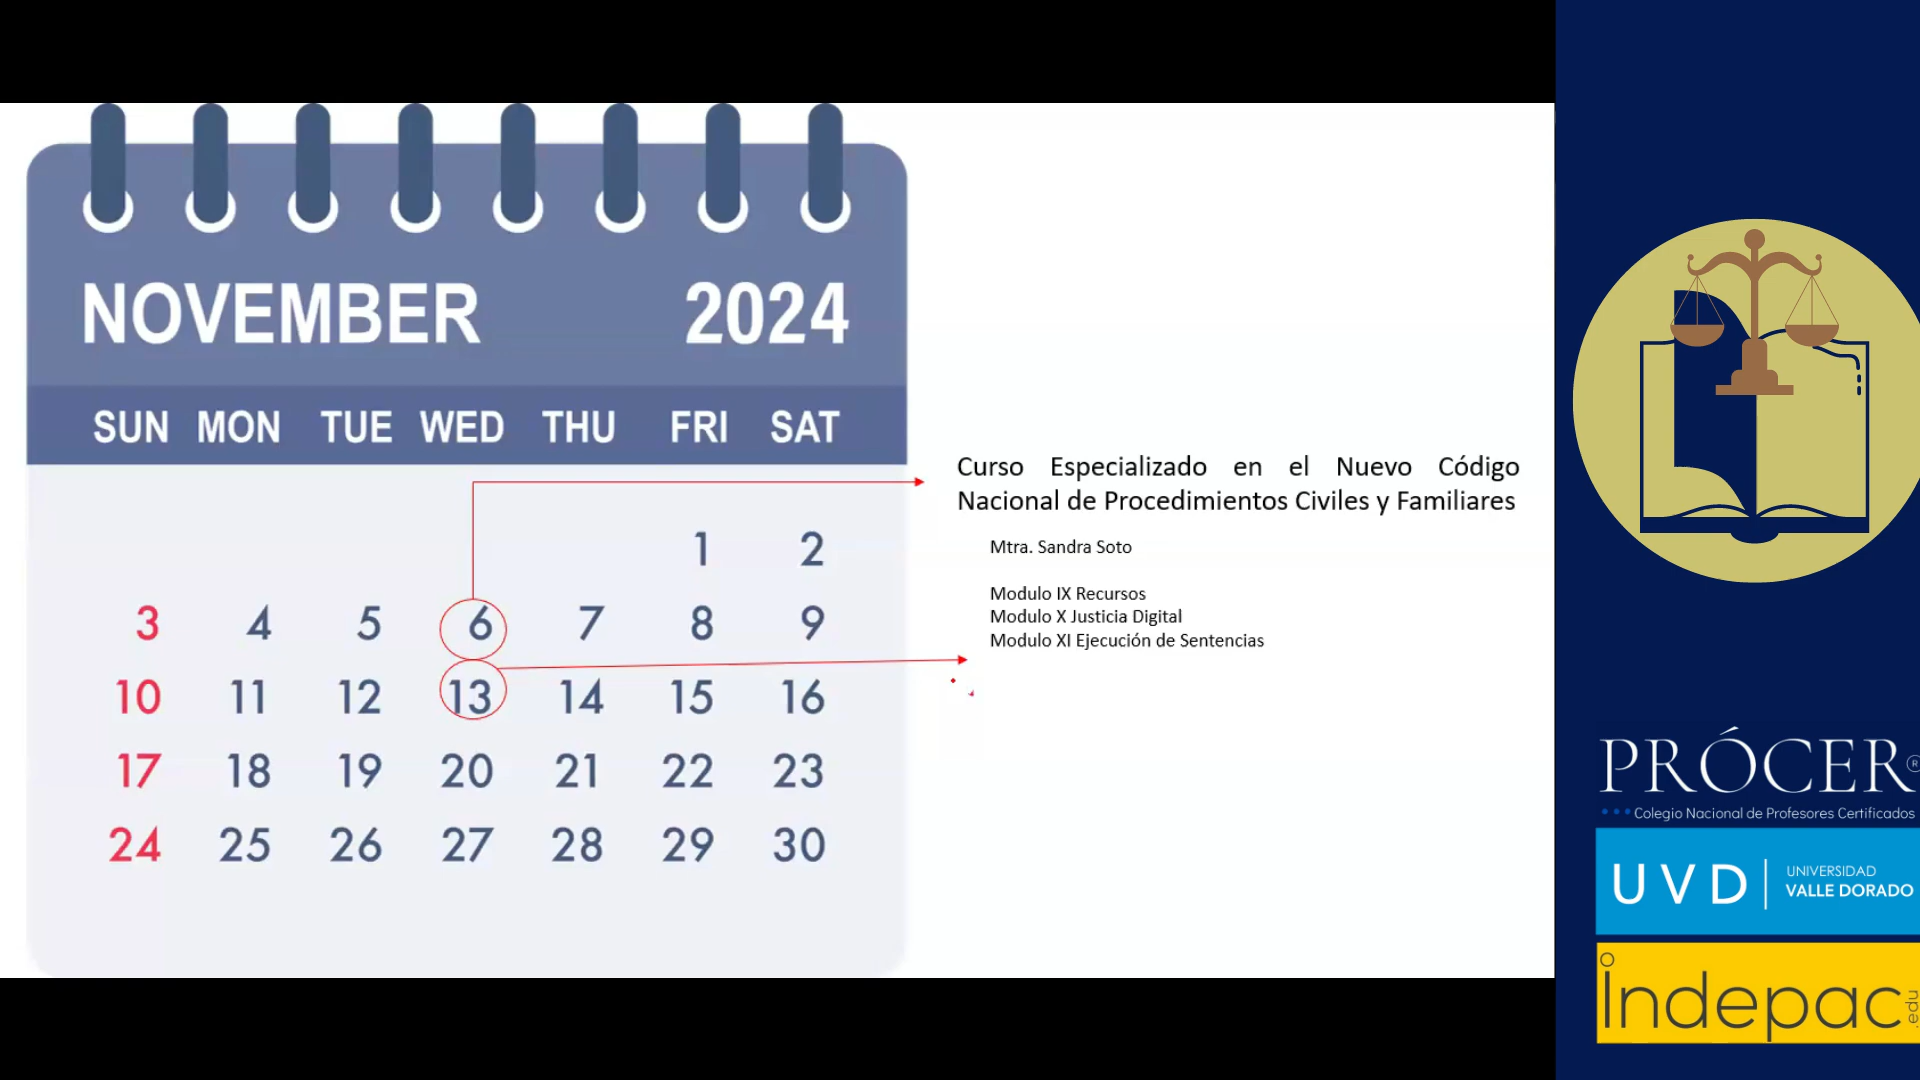 NOVEMBER 2024
SUN MON TUE WED THU FRI SAT
1 2
3 4 5 6 7 8 9
10 11 12 13 14 15 16
17 18 19 20 21 22 23
24 25 26 27 28 29 30
Curso Especializado en el Nuevo Código
Nacional de Procedimientos Civiles y Familiares
Mtra. Sandra Soto
Modulo IX Recursos
Modulo X Justicia Digital
Modulo XI Ejecución de Sentencias
PRÓCER®
Colegio Nacional de Profesores Certificados
UVD
UNIVERSIDAD
VALLE DORADO
indepac
.edu